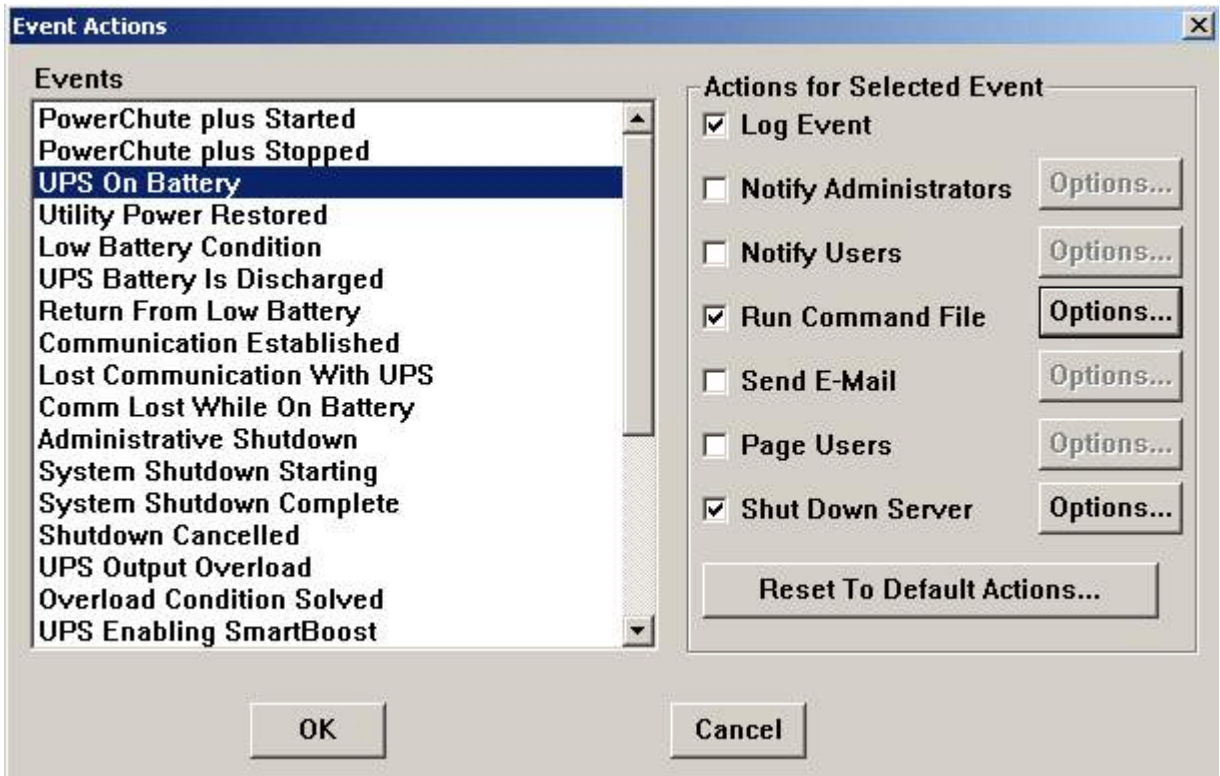 Event Actions
Events
PowerChute plus Started
PowerChute plus Stopped
UPS On Battery
Utility Power Restored
Low Battery Condition
UPS Battery Is Discharged
Return From Low Battery
Communication Established
Lost Communication With UPS
Comm Lost While On Battery
Administrative Shutdown
System Shutdown Starting
System Shutdown Complete
Shutdown Cancelled
UPS Output Overload
Overload Condition Solved
UPS Enabling SmartBoost
Actions for Selected Event
Log Event
Notify Administrators Options...
Notify Users Options...
Run Command File Options...
Send E-Mail Options...
Page Users Options...
Shut Down Server Options...
Reset To Default Actions...
OK Cancel